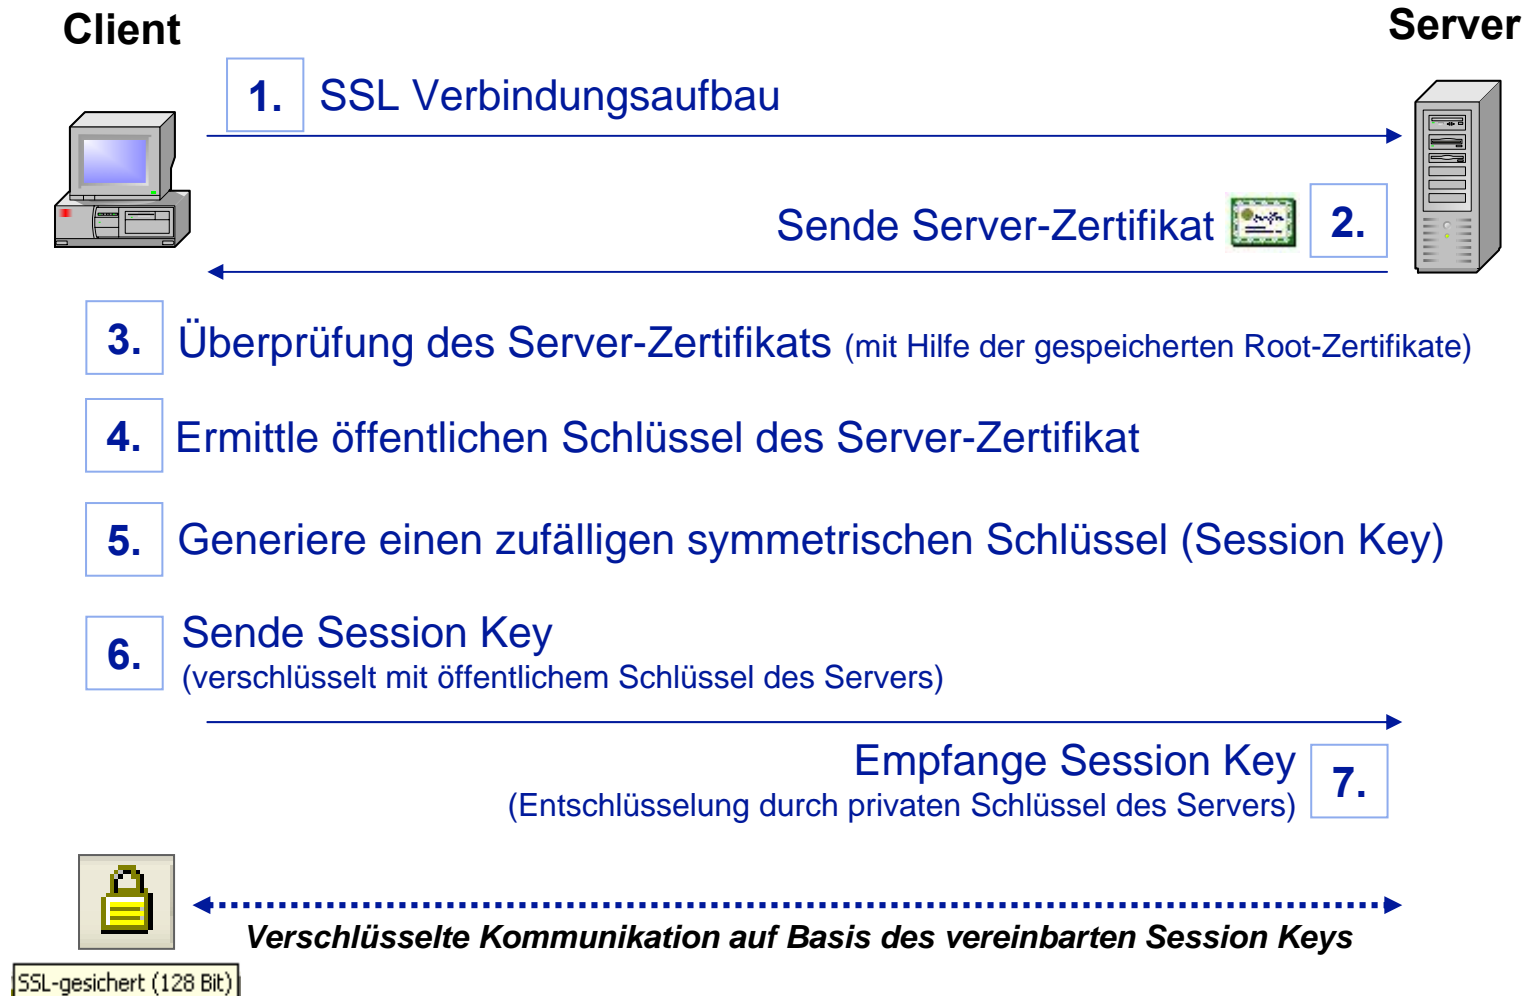 Client
Server
1. SSL Verbindungsaufbau
Sende Server-Zertifikat 2.
3. Überprüfung des Server-Zertifikats (mit Hilfe der gespeicherten Root-Zertifikate)
4. Ermittle öffentlichen Schlüssel des Server-Zertifikat
5. Generiere einen zufälligen symmetrischen Schlüssel (Session Key)
6. Sende Session Key
(verschlüsselt mit öffentlichem Schlüssel des Servers)
Empfange Session Key 7.
(Entschlüsselung durch privaten Schlüssel des Servers)
Verschlüsselte Kommunikation auf Basis des vereinbarten Session Keys
SSL-gesichert (128 Bit)